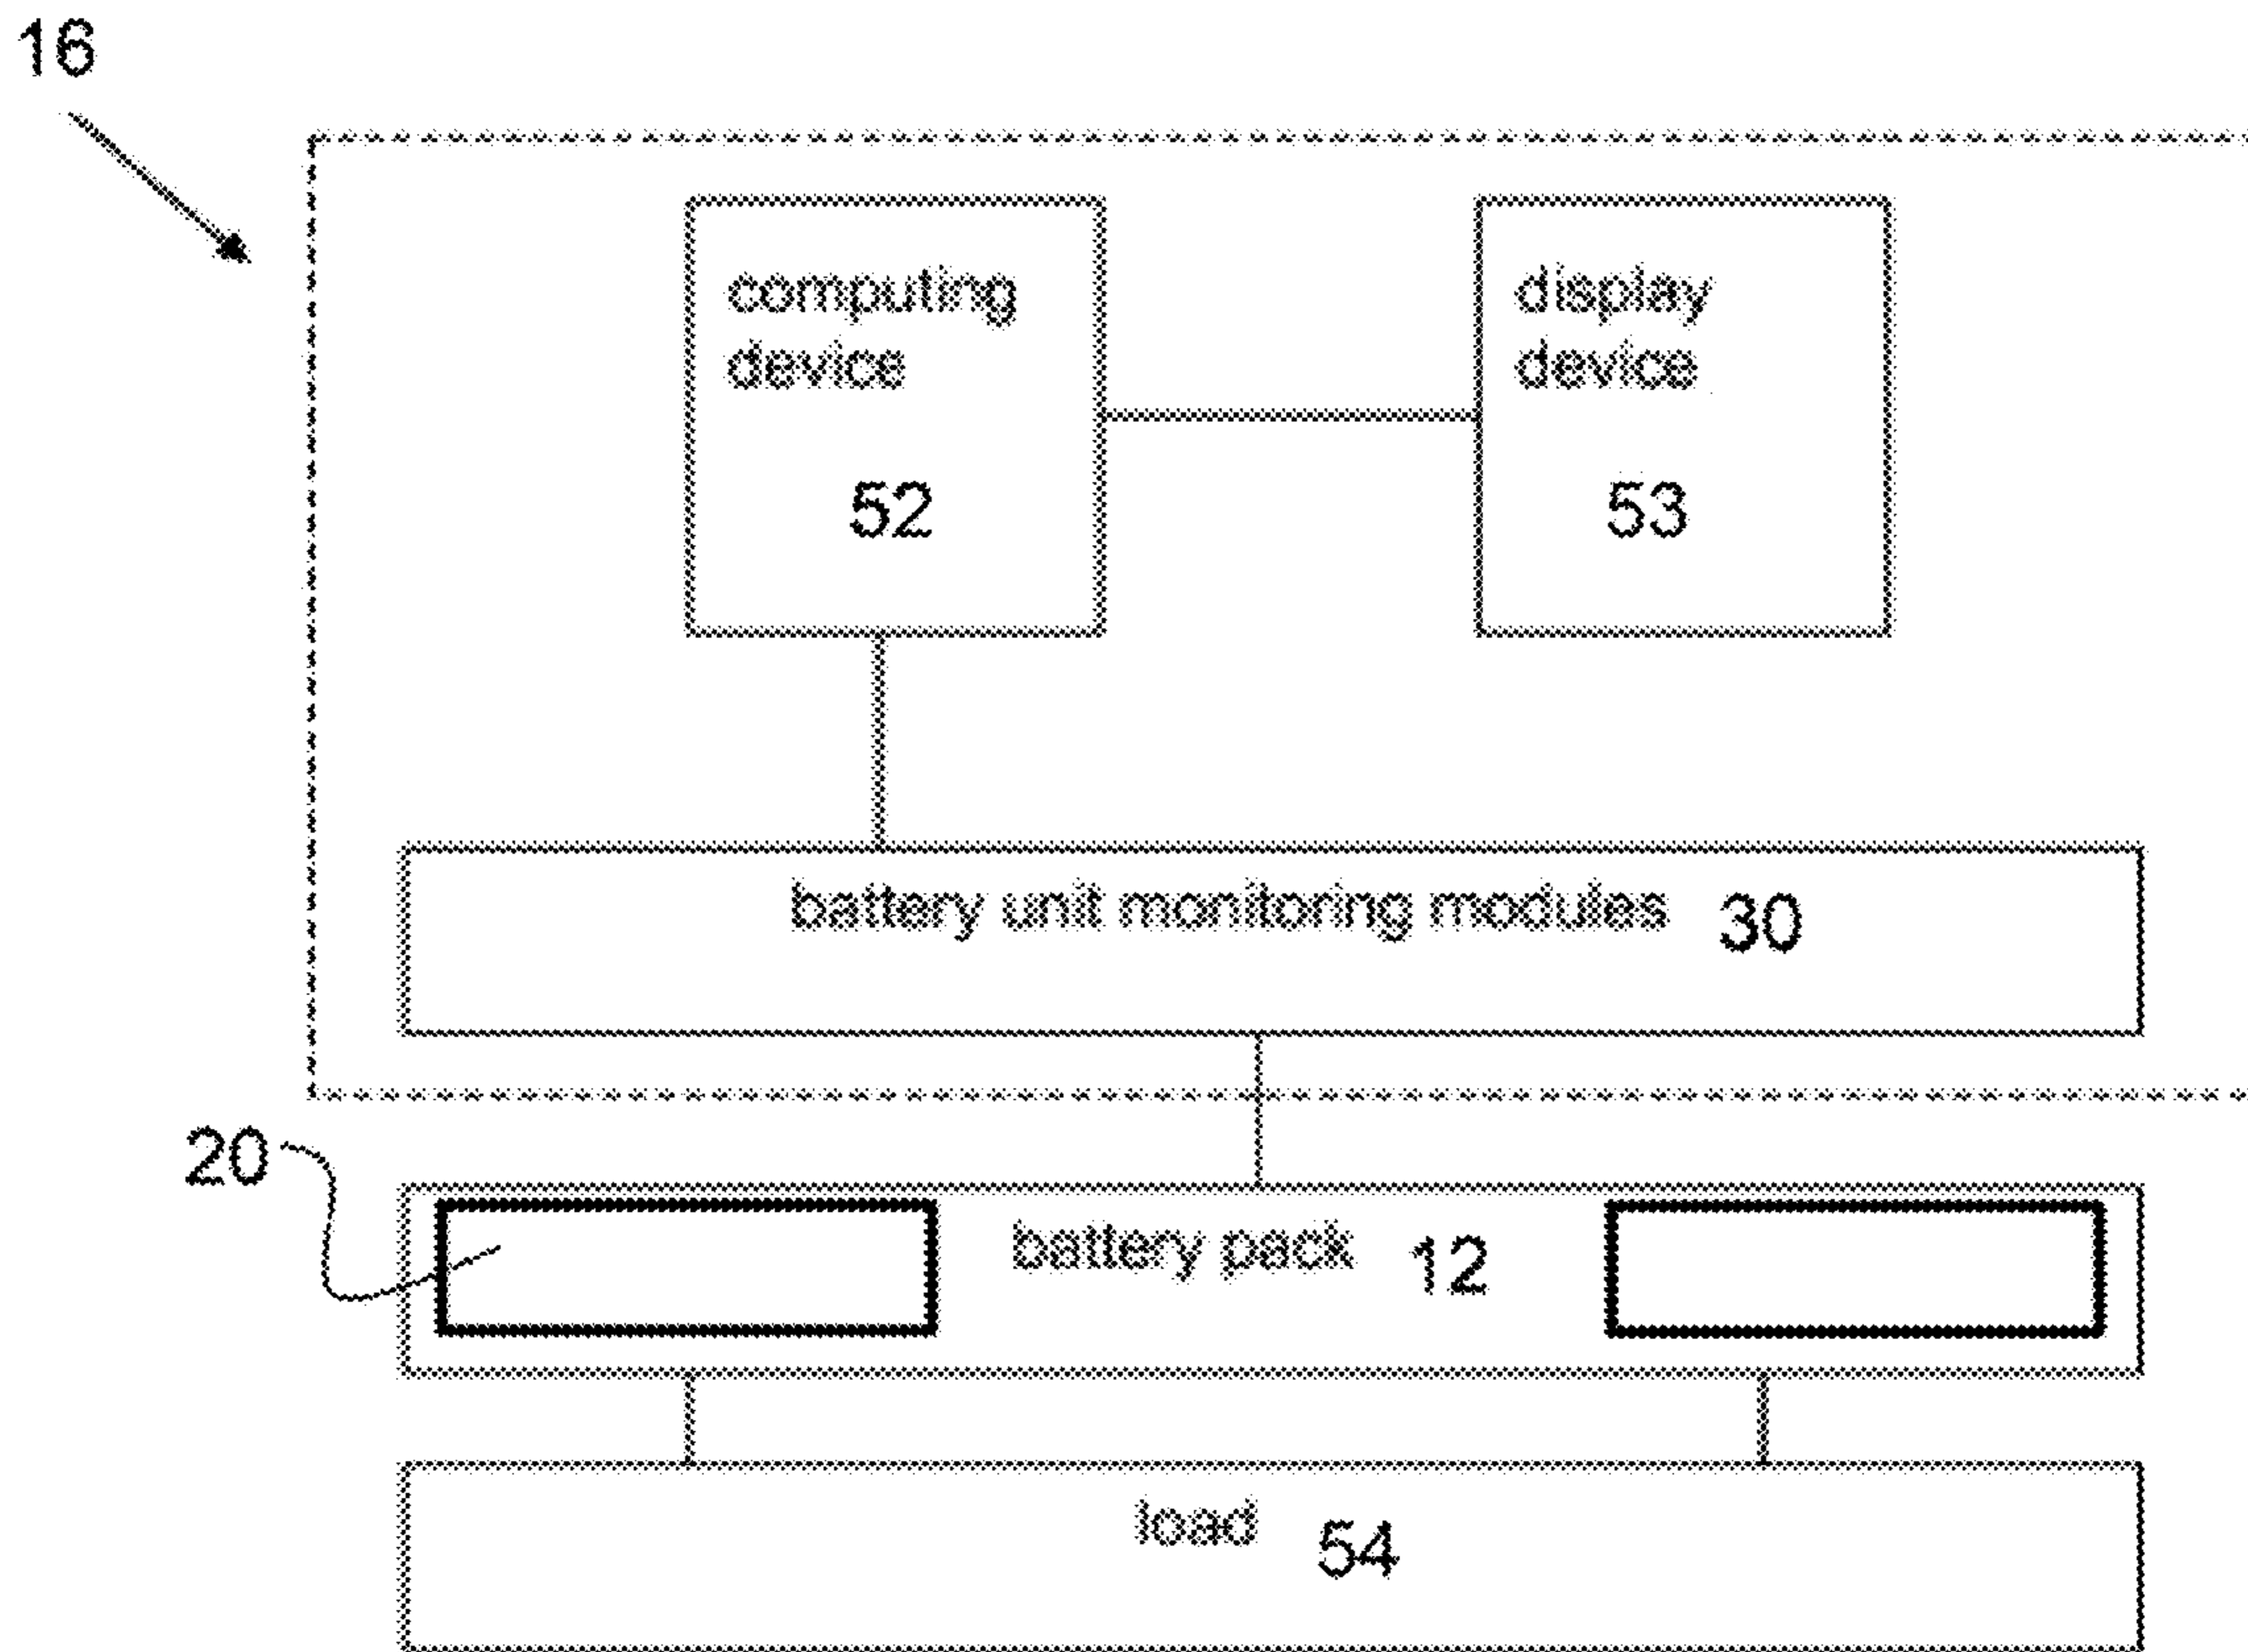 16
computing
device
52
display
device
53
battery unit monitoring modules 30
20
battery pack 12
load 54